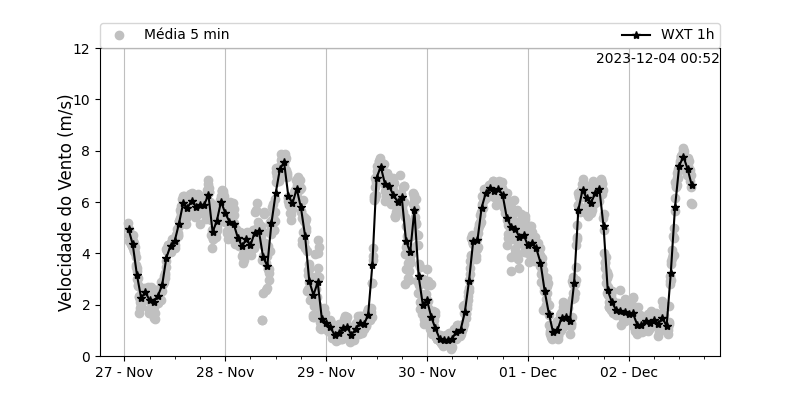 Média 5 min
WXT 1h
2023-12-04 00:52
Velocidade do Vento (m/s)
12
10
8
6
4
2
0
27 - Nov
28 - Nov
29 - Nov
30 - Nov
01 - Dec
02 - Dec